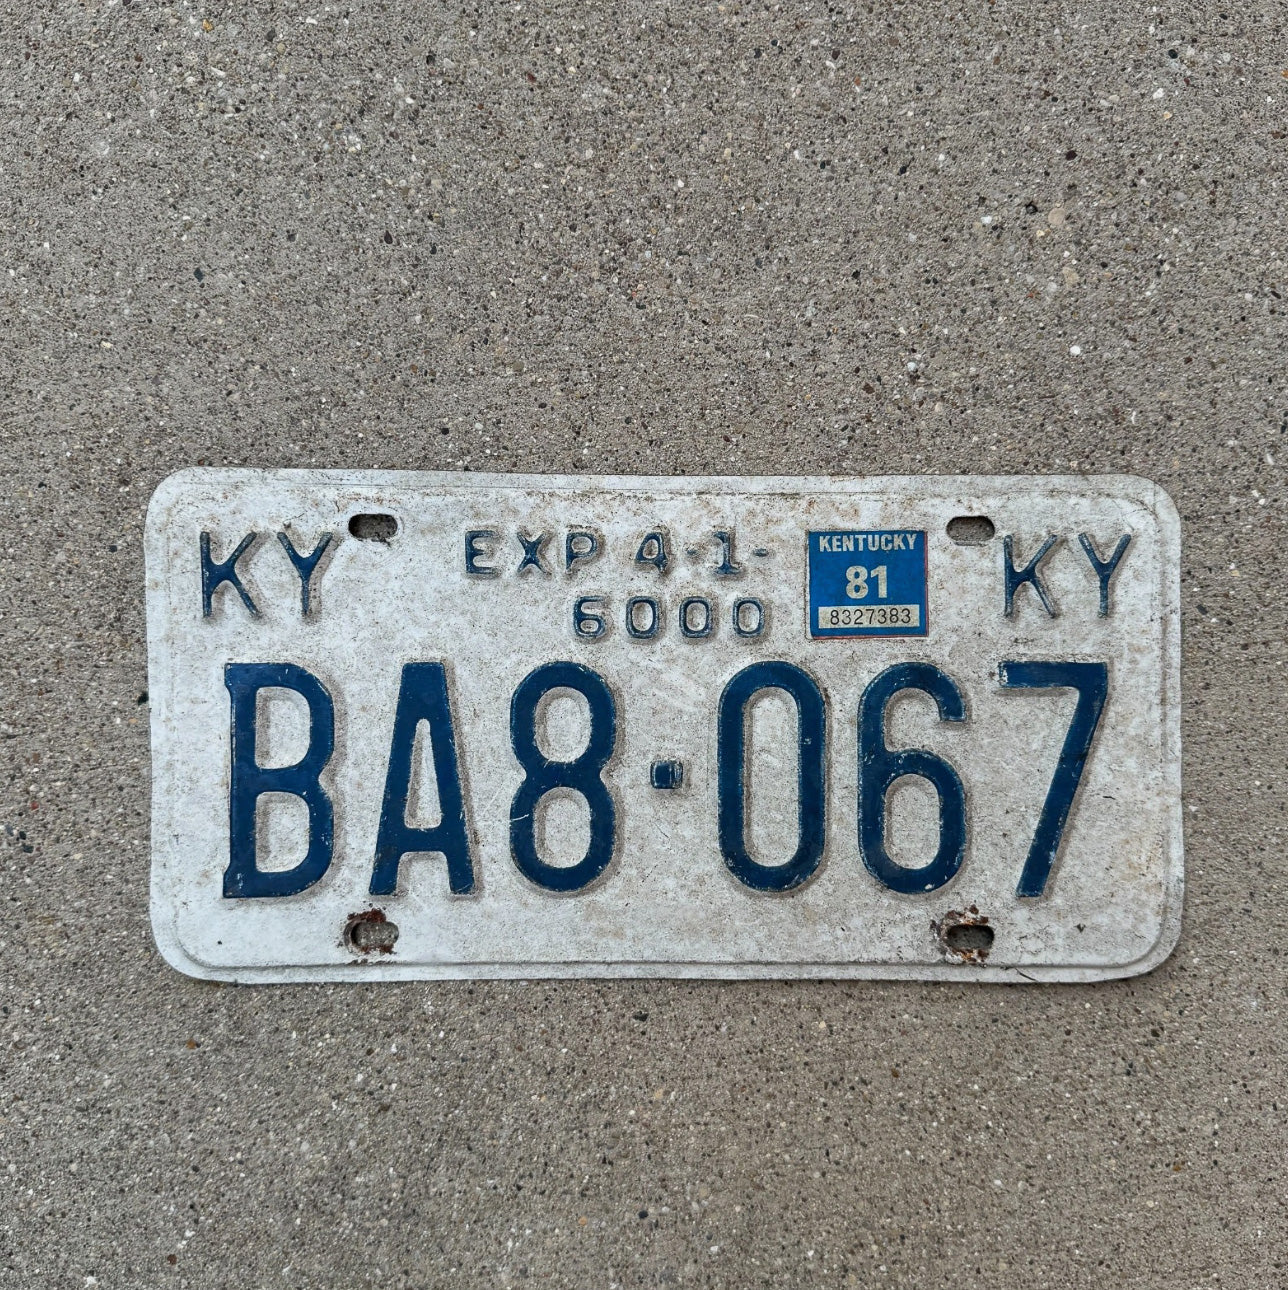 KY EXP 4-1- KY
KENTUCKY
81
8327383
6000
BA8·067